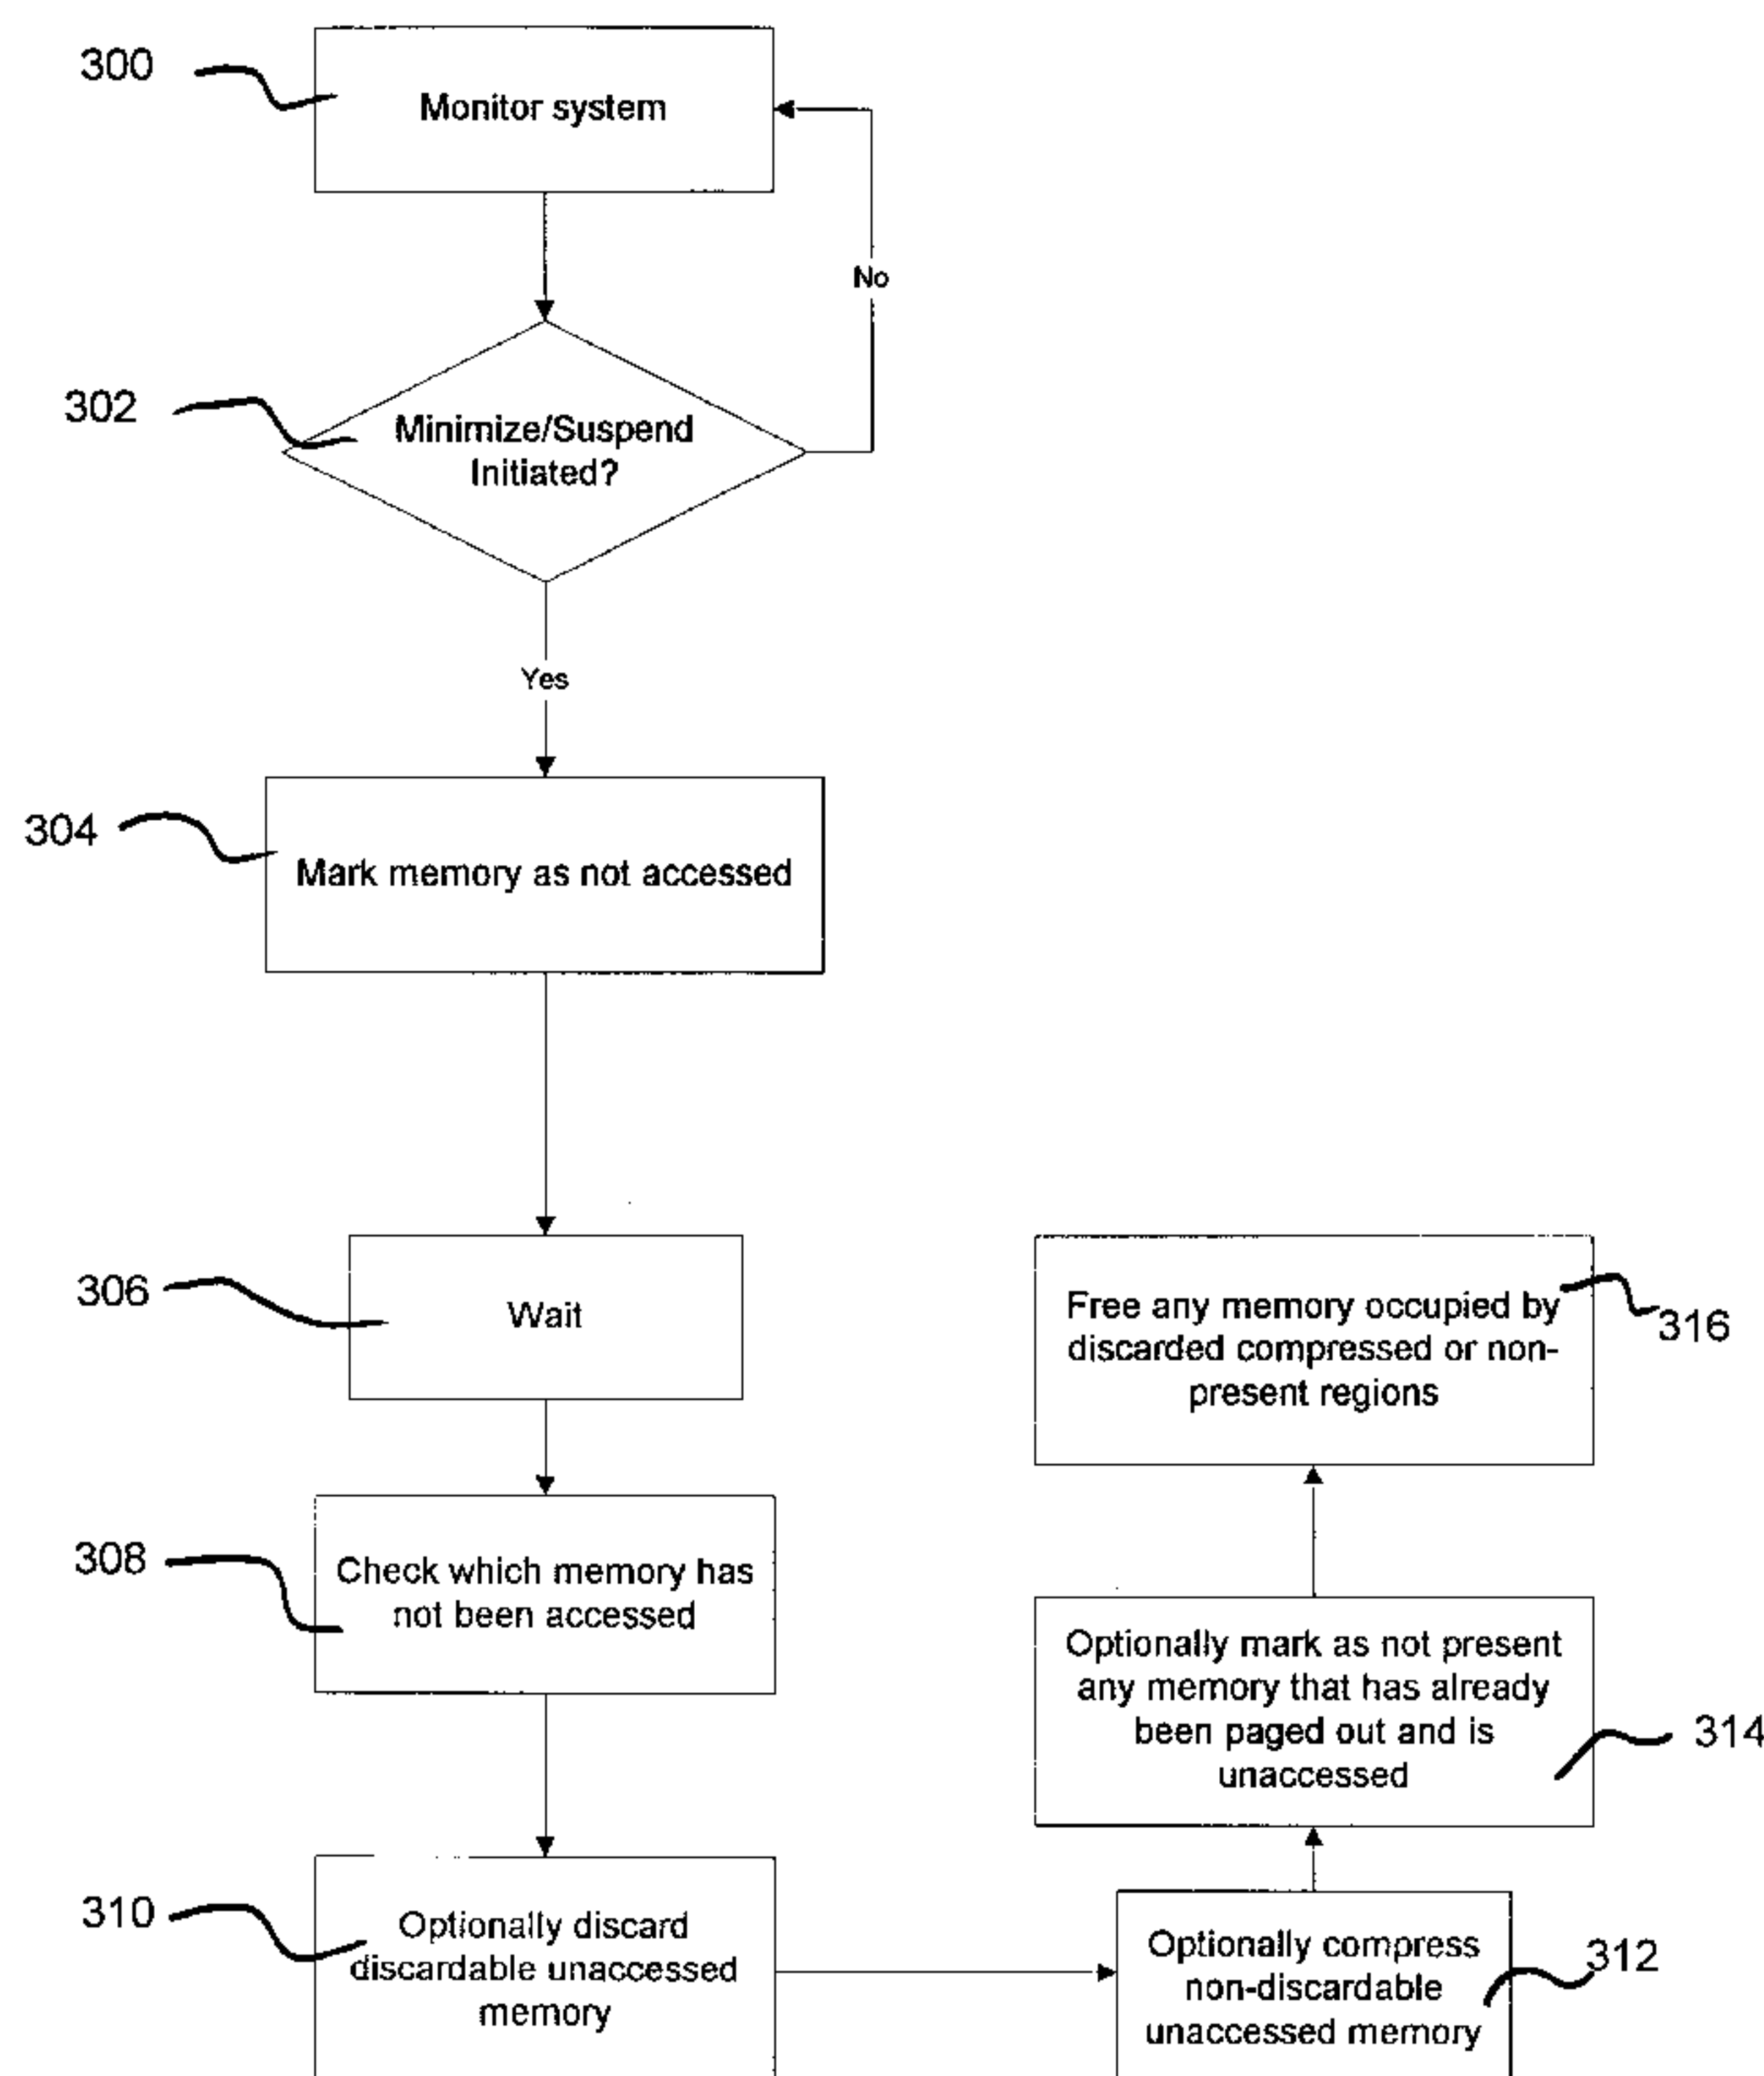 300
Monitor system
No
302
Minimize/Suspend
Initiated?
Yes
304
Mark memory as not accessed
306
Wait
308
Check which memory has
not been accessed
310
Optionally discard
discardable unaccessed
memory
312
Optionally compress
non-discardable
unaccessed memory
314
Optionally mark as not present
any memory that has already
been paged out and is
unaccessed
316
Free any memory occupied by
discarded compressed or non-
present regions